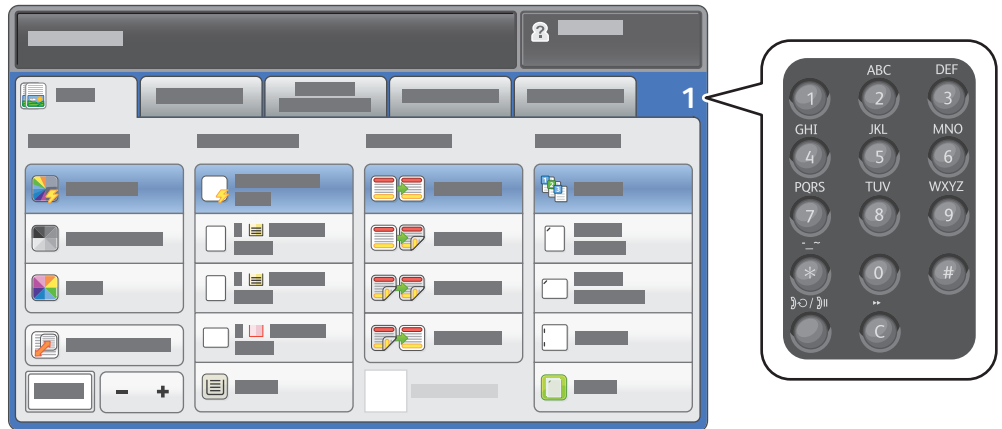 ?
1
ABC DEF
1 2 3
GHI JKL MNO
4 5 6
PQRS TUV WXYZ
7 8 9
-_~
* 0 #
C
- +